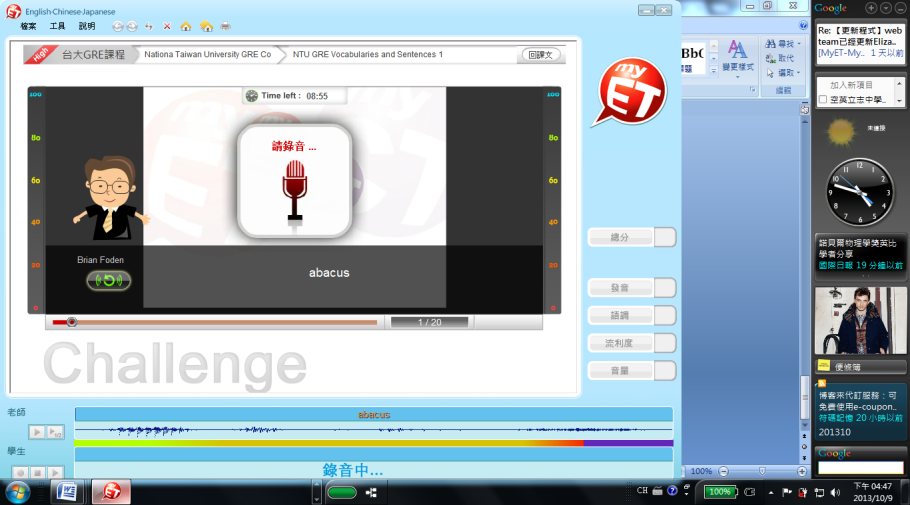 English-Chinese-Japanese
檔案 工具 說明
High 台大GRE課程 Nationa Taiwan University GRE Co NTU GRE Vocabularies and Sentences 1 回課文
Time left : 08:55
100
80
60
40
20
0
100
80
60
40
20
0
請錄音 ...
Brian Foden
abacus
1 / 20
Challenge
my
ET
總分
發音
語調
流利度
音量
老師
abacus
學生
錄音中...
變更樣式
尋找
取代
選取
編輯
100%
Google
Re:【更新程式】web
team已經更新Eliza..
[MyET-My.. 1 天以前
加入新項目
空英立志中學..
未連線
諾貝爾物理學獎英比
學者分享
國際日報 19 分鐘以前
便條簿
博客來代訂服務：可
免費使用e-coupon..
符碼記憶 20 小時以前
201310
Google
CH
100%
下午 04:47
2013/10/9